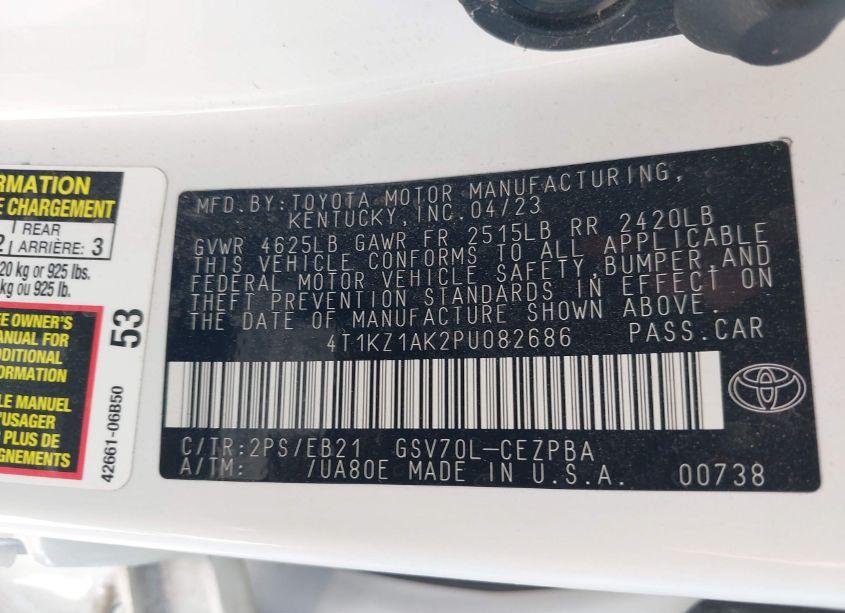 RMATION
E CHARGEMENT
2 REAR 3
ARRIÈRE:
20 kg or 925 lbs.
kg ou 925 lb.
EE OWNER'S
ANUAL FOR
DDITIONAL
FORMATION
LE MANUEL
'USAGER
R PLUS DE
IGNEMENTS
53
42661-06B50
MFD.BY:TOYOTA MOTOR MANUFACTURING,
KENTUCKY,INC.04/23
GVWR 4625LB GAWR FR 2515LB RR 2420LB
THIS VEHICLE CONFORMS TO ALL APPLICABLE
FEDERAL MOTOR VEHICLE SAFETY,BUMPER,AND
THEFT PREVENTION STANDARDS IN EFFECT ON
THE DATE OF MANUFACTURE SHOWN ABOVE.
4T1KZ1AK2PU082686 PASS.CAR
C/TR:2PS/EB21 GSV70L-CEZPBA
A/TM: /UA80E MADE IN U.S.A. 00738